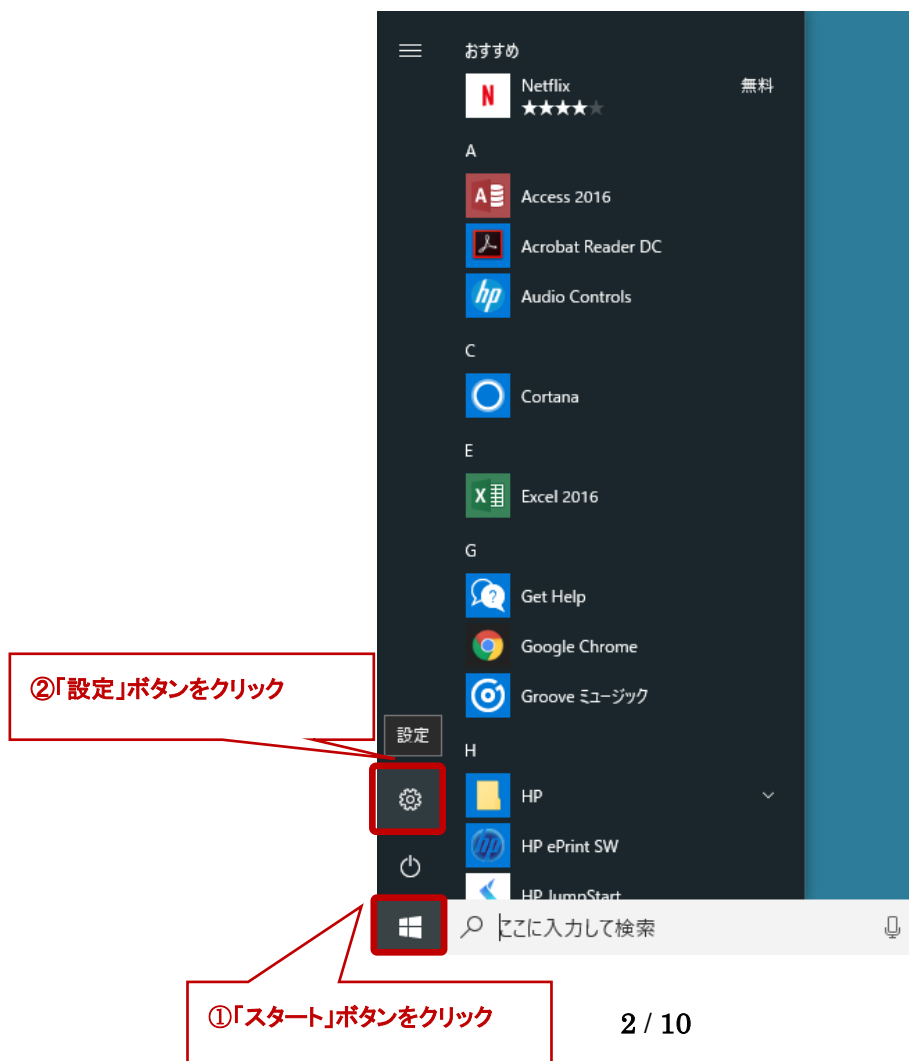 おすすめ
Netflix 無料
★★★★★
A
Access 2016
Acrobat Reader DC
hp Audio Controls
C
Cortana
E
Excel 2016
G
Get Help
Google Chrome
Groove ミュージック
②「設定」ボタンをクリック
設定
H
HP
HP ePrint SW
HP JumpStart
ここに入力して検索
①「スタート」ボタンをクリック
2 / 10